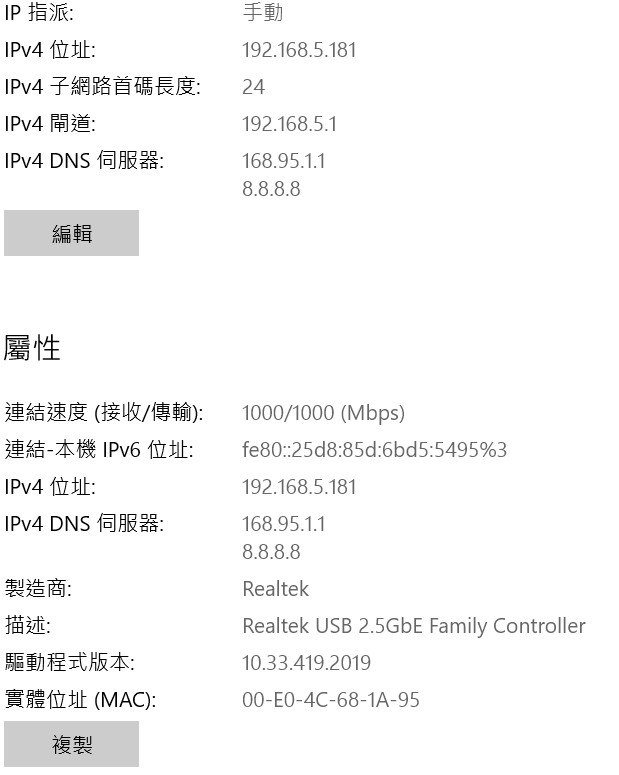 IP 指派: 手動
IPv4 位址: 192.168.5.181
IPv4 子網路首碼長度: 24
IPv4 閘道: 192.168.5.1
IPv4 DNS 伺服器: 168.95.1.1
8.8.8.8
編輯
屬性
連結速度 (接收/傳輸): 1000/1000 (Mbps)
連結-本機 IPv6 位址: fe80::25d8:85d:6bd5:5495%3
IPv4 位址: 192.168.5.181
IPv4 DNS 伺服器: 168.95.1.1
8.8.8.8
製造商: Realtek
描述: Realtek USB 2.5GbE Family Controller
驅動程式版本: 10.33.419.2019
實體位址 (MAC): 00-E0-4C-68-1A-95
複製